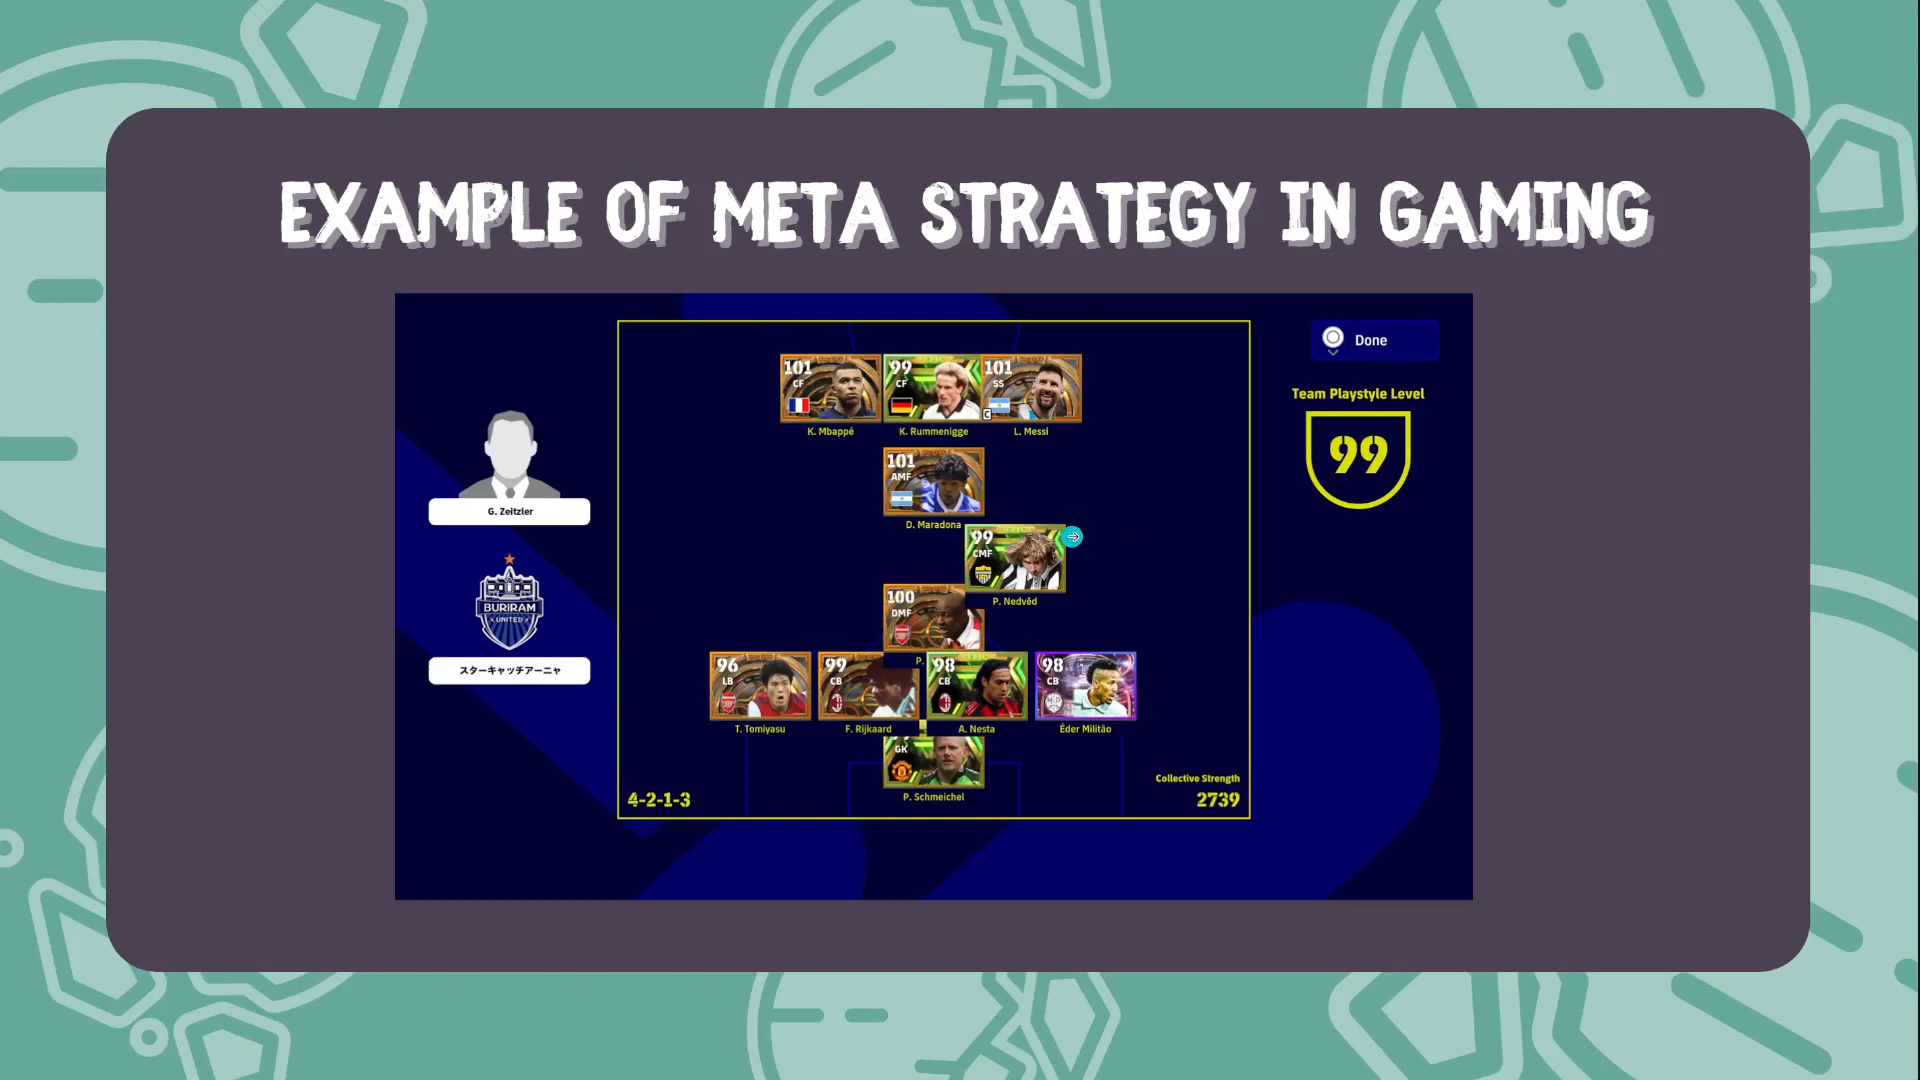 EXAMPLE OF META STRATEGY IN GAMING
Done
Team Playstyle Level
99
G. Zeitzler
BURIRAM
UNITED
スターキャッチアーニャ
101
CF
K. Mbappé
99
CF
K. Rummenigge
101
SS
C
L. Messi
101
AMF
D. Maradona
99
CMF
P. Nedvěd
100
DMF
P.
96
LB
T. Tomiyasu
99
CB
F. Rijkaard
98
CB
A. Nesta
98
CB
Éder Militão
GK
P. Schmeichel
4-2-1-3
Collective Strength
2739